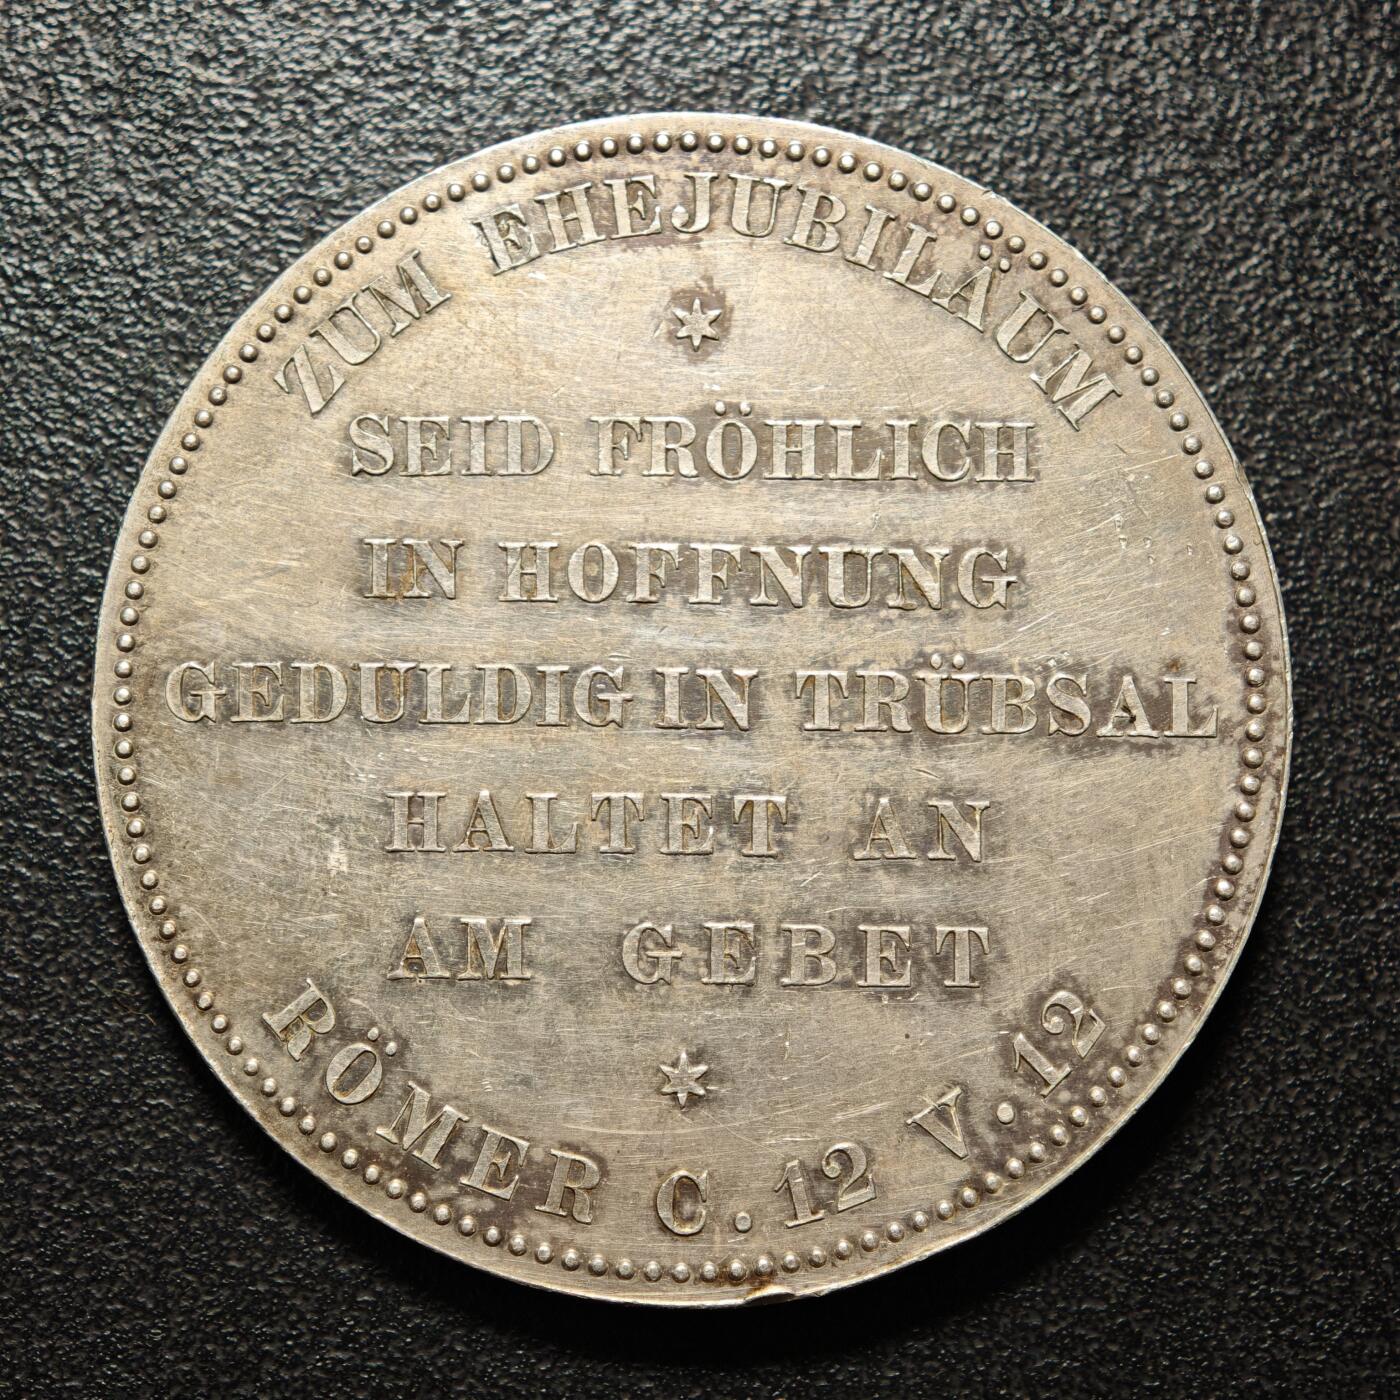 ZUM EHEJUBILÄUM
SEID FRÖHLICH
IN HOFFNUNG
GEDULDIG IN TRÜBSAL
HALTET AN
AM GEBET
RÖMER C. 12 V. 12